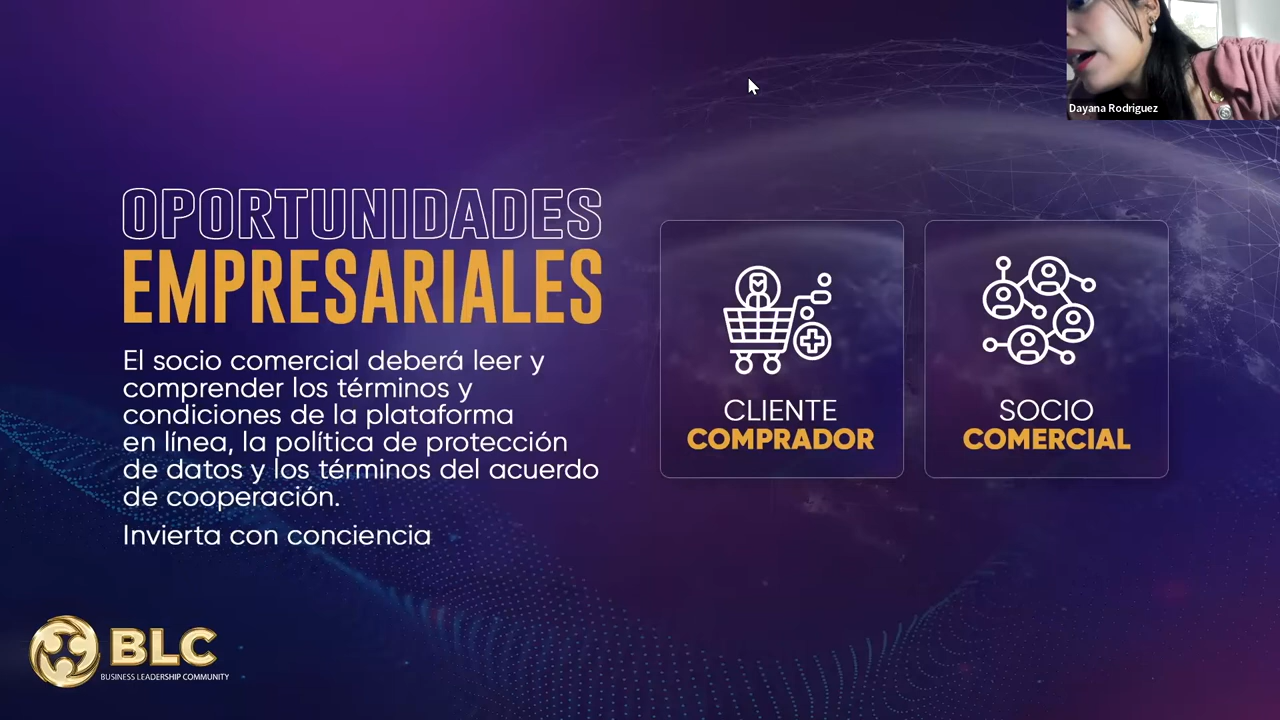 Dayana Rodriguez
OPORTUNIDADES
EMPRESARIALES
El socio comercial deberá leer y
comprender los términos y
condiciones de la plataforma
en línea, la política de protección
de datos y los términos del acuerdo
de cooperación.
Invierta con conciencia
CLIENTE
COMPRADOR
SOCIO
COMERCIAL
BLC
BUSINESS LEADERSHIP COMMUNITY